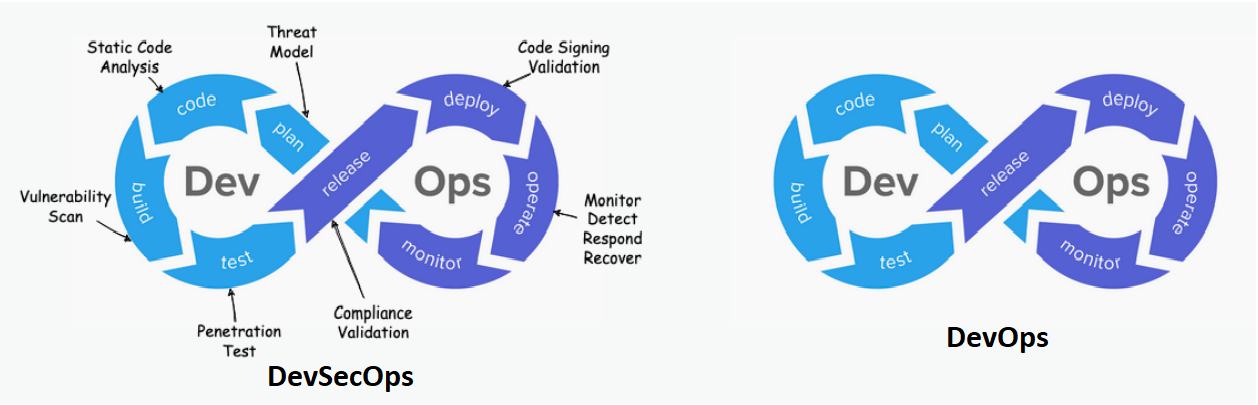 Threat
Model
Static Code
Analysis
Code Signing
Validation
code
plan
deploy
Dev
release
Ops
build
operate
Vulnerability
Scan
Monitor
Detect
Respond
Recover
test
monitor
Penetration
Test
Compliance
Validation
DevSecOps
code
plan
deploy
Dev
release
Ops
build
operate
test
monitor
DevOps